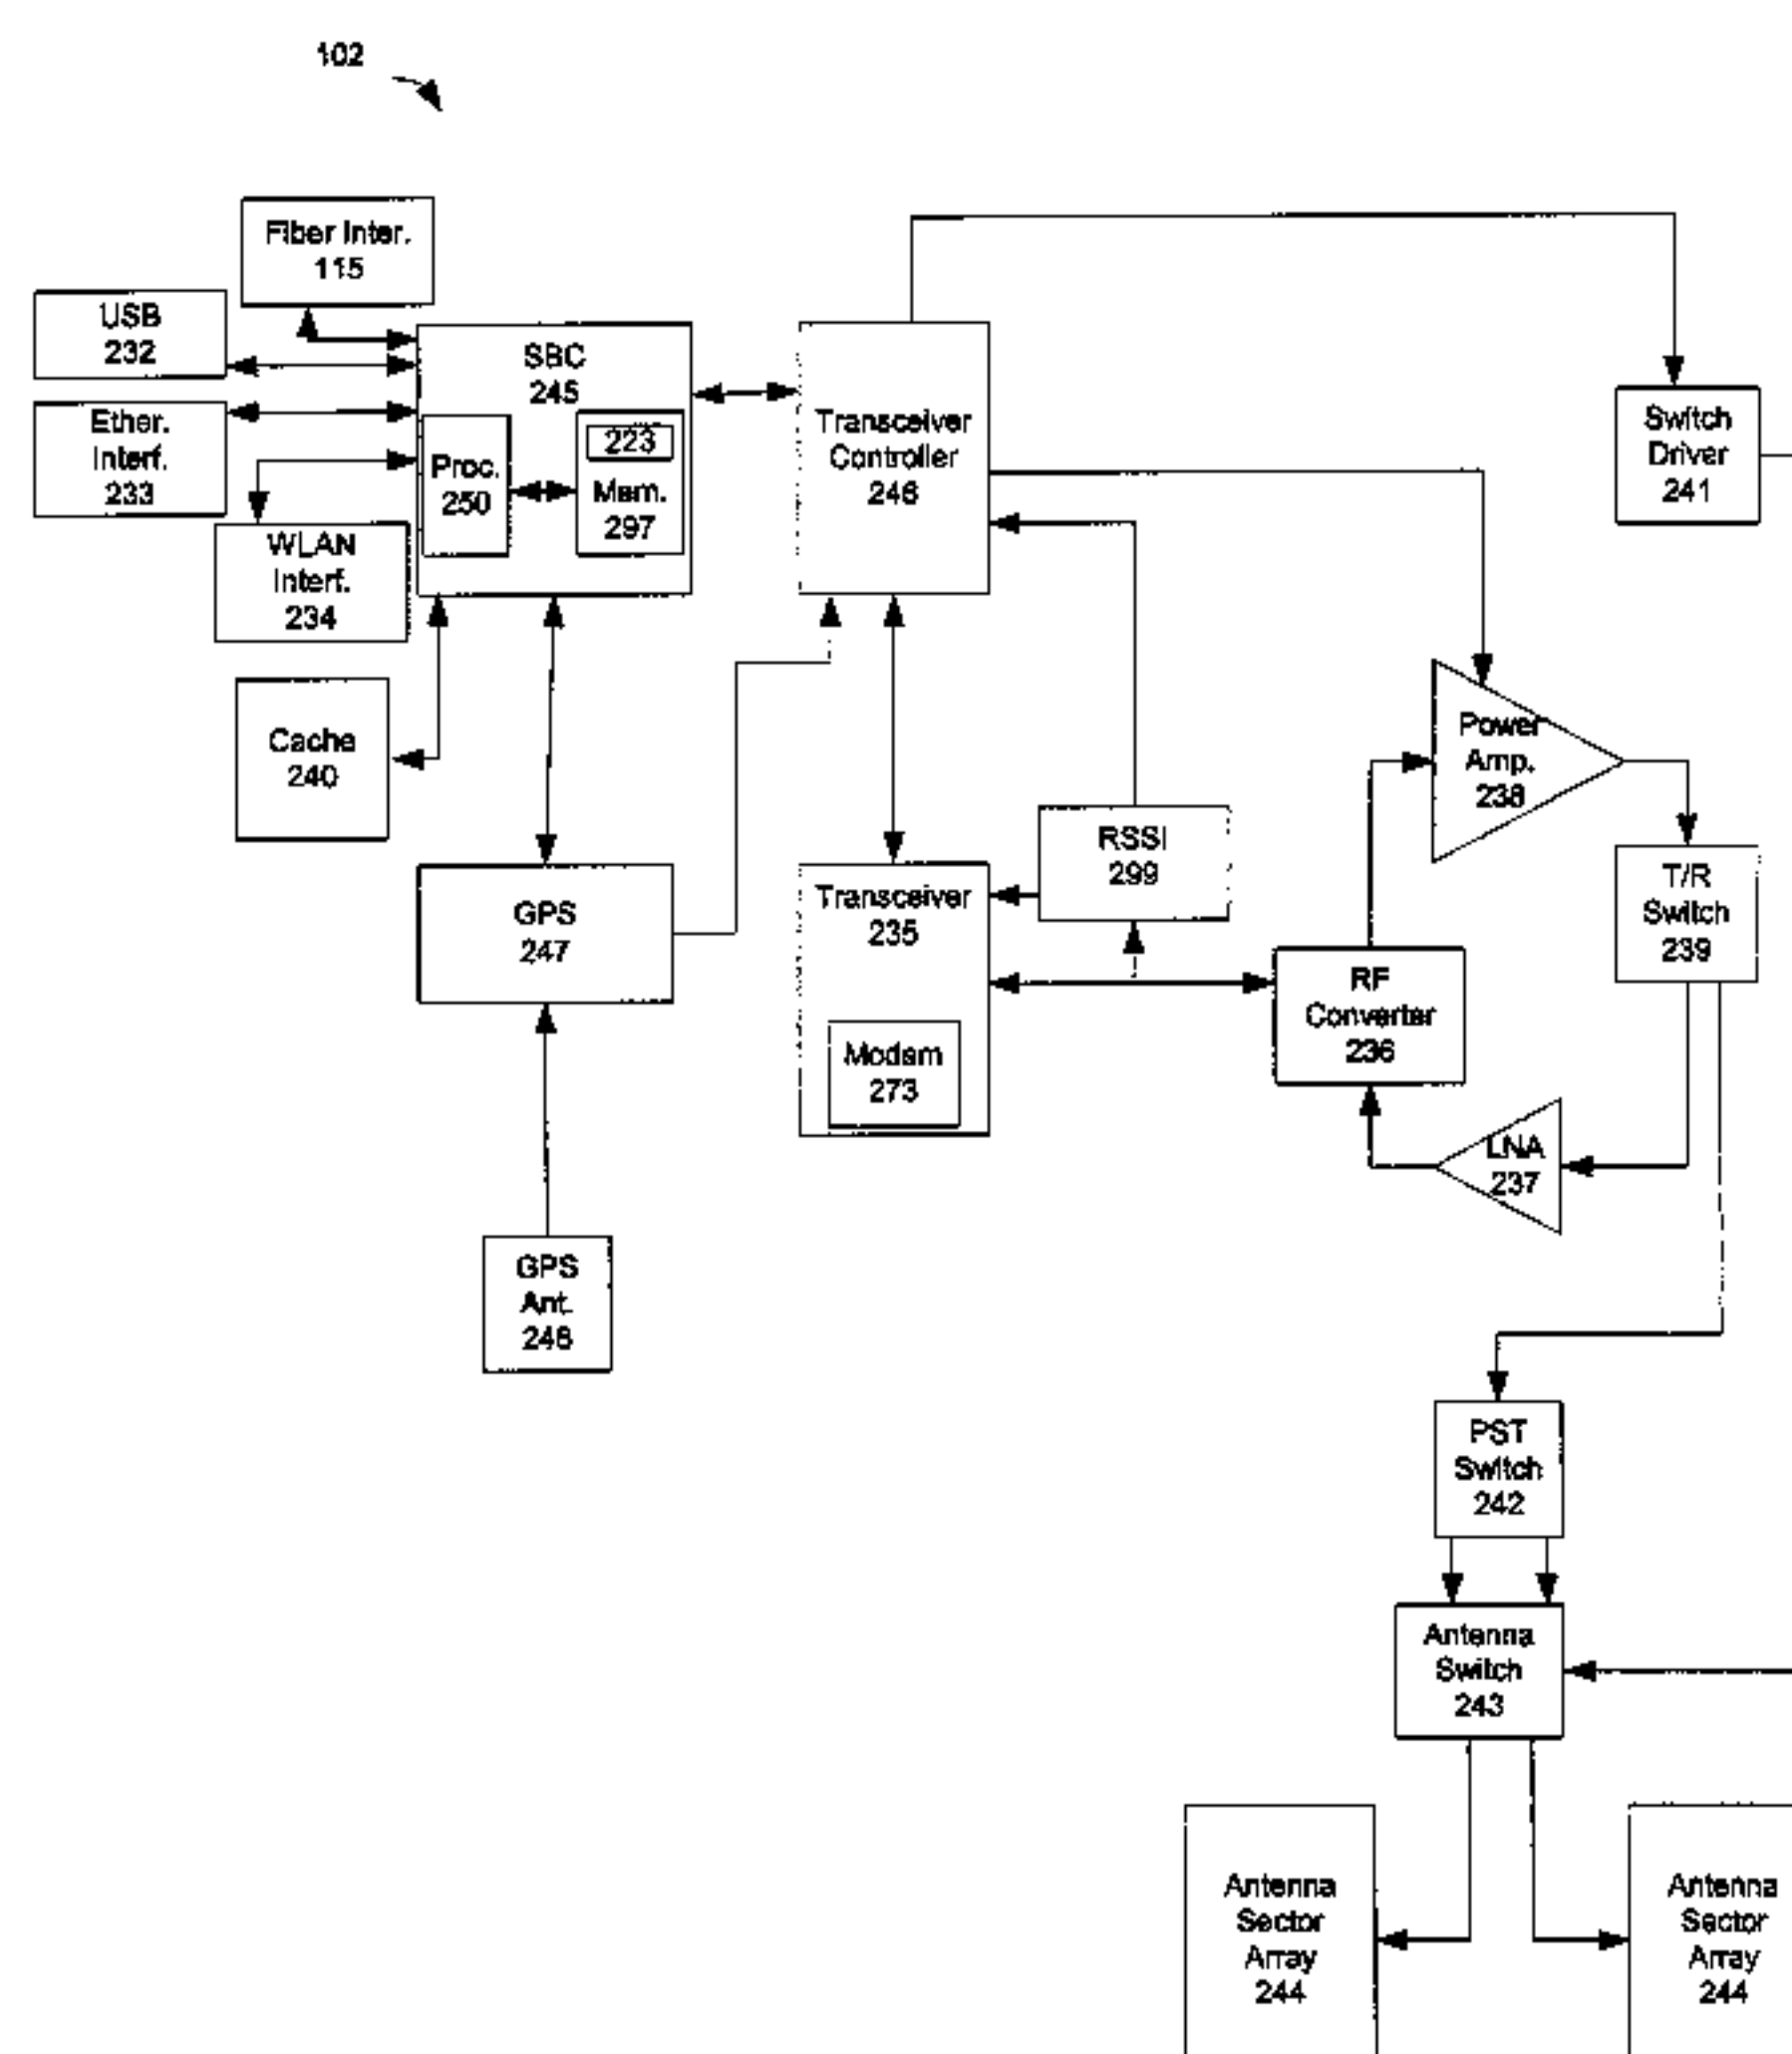 102
Fiber Inter.
115
USB
232
Ether.
Interf.
233
WLAN
Interf.
234
Cache
240
SBC
245
Proc.
250
223
Mem.
297
Transceiver
Controller
246
Switch
Driver
241
Power
Amp.
238
RSSI
299
T/R
Switch
239
GPS
247
Transceiver
235
Modem
273
RF
Converter
236
LNA
237
GPS
Ant.
248
PST
Switch
242
Antenna
Switch
243
Antenna
Sector
Array
244
Antenna
Sector
Array
244